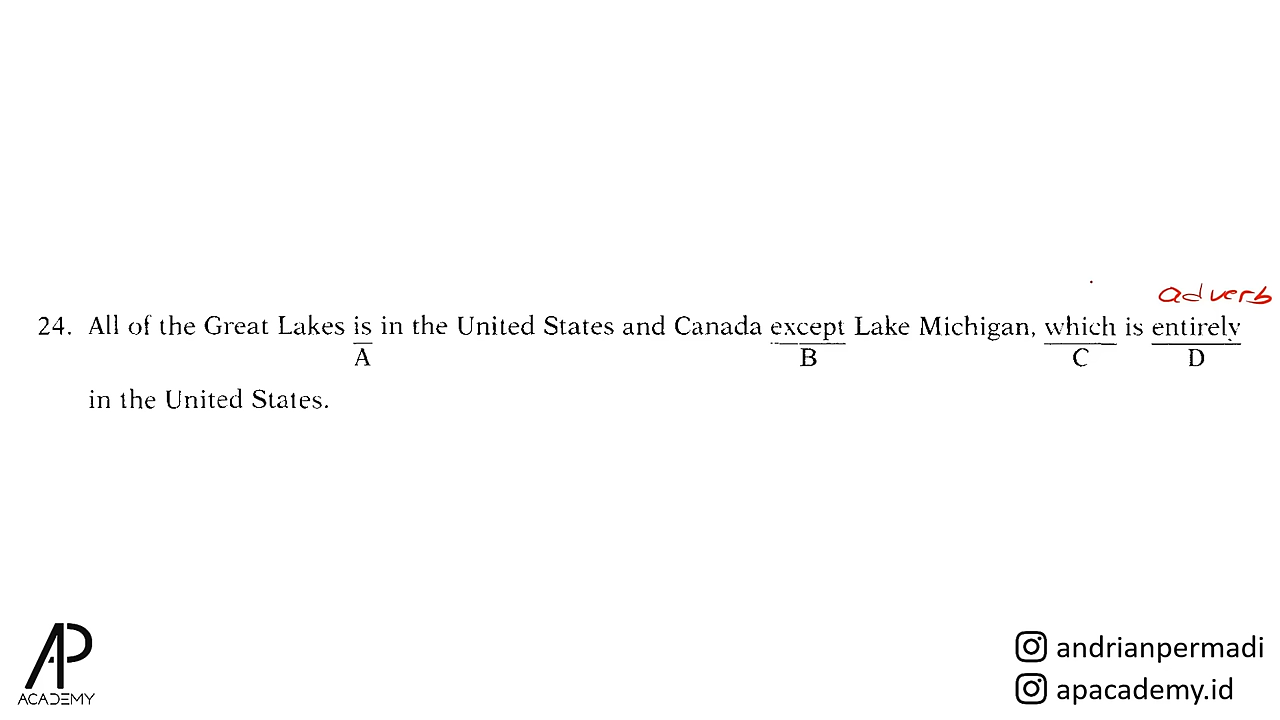 adverb
24. All of the Great Lakes is in the United States and Canada except Lake Michigan, which is entirely
A B C D
in the United States.
AP
ACADEMY
andrianpermadi
apacademy.id